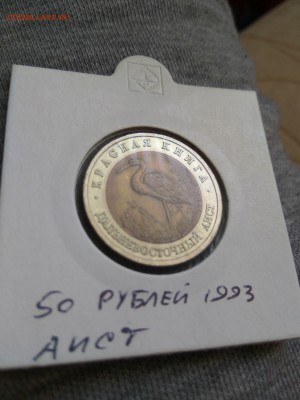 КРАСНАЯ КНИГА
ДАЛЬНЕВОСТОЧНЫЙ АИСТ
50 РУБЛЕЙ 1993
АИСТ